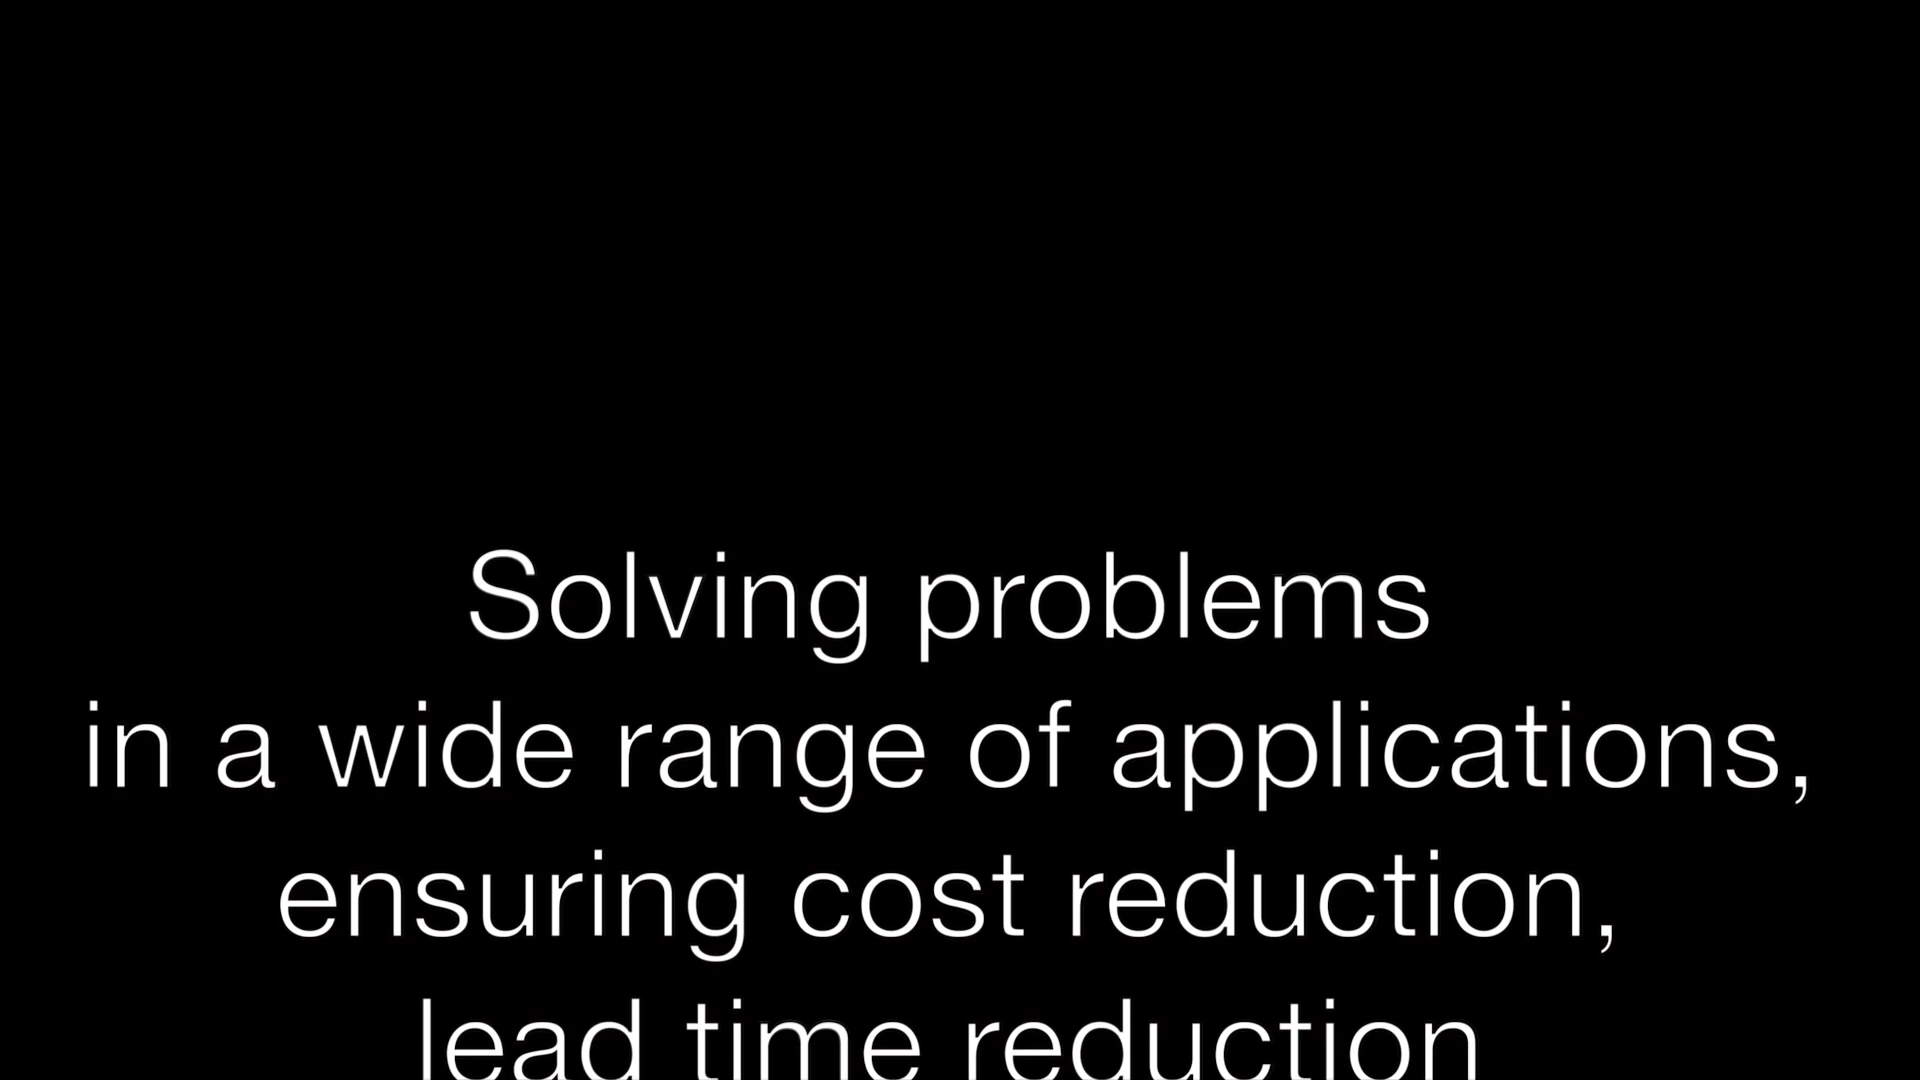 Solving problems
in a wide range of applications,
ensuring cost reduction,
lead time reduction